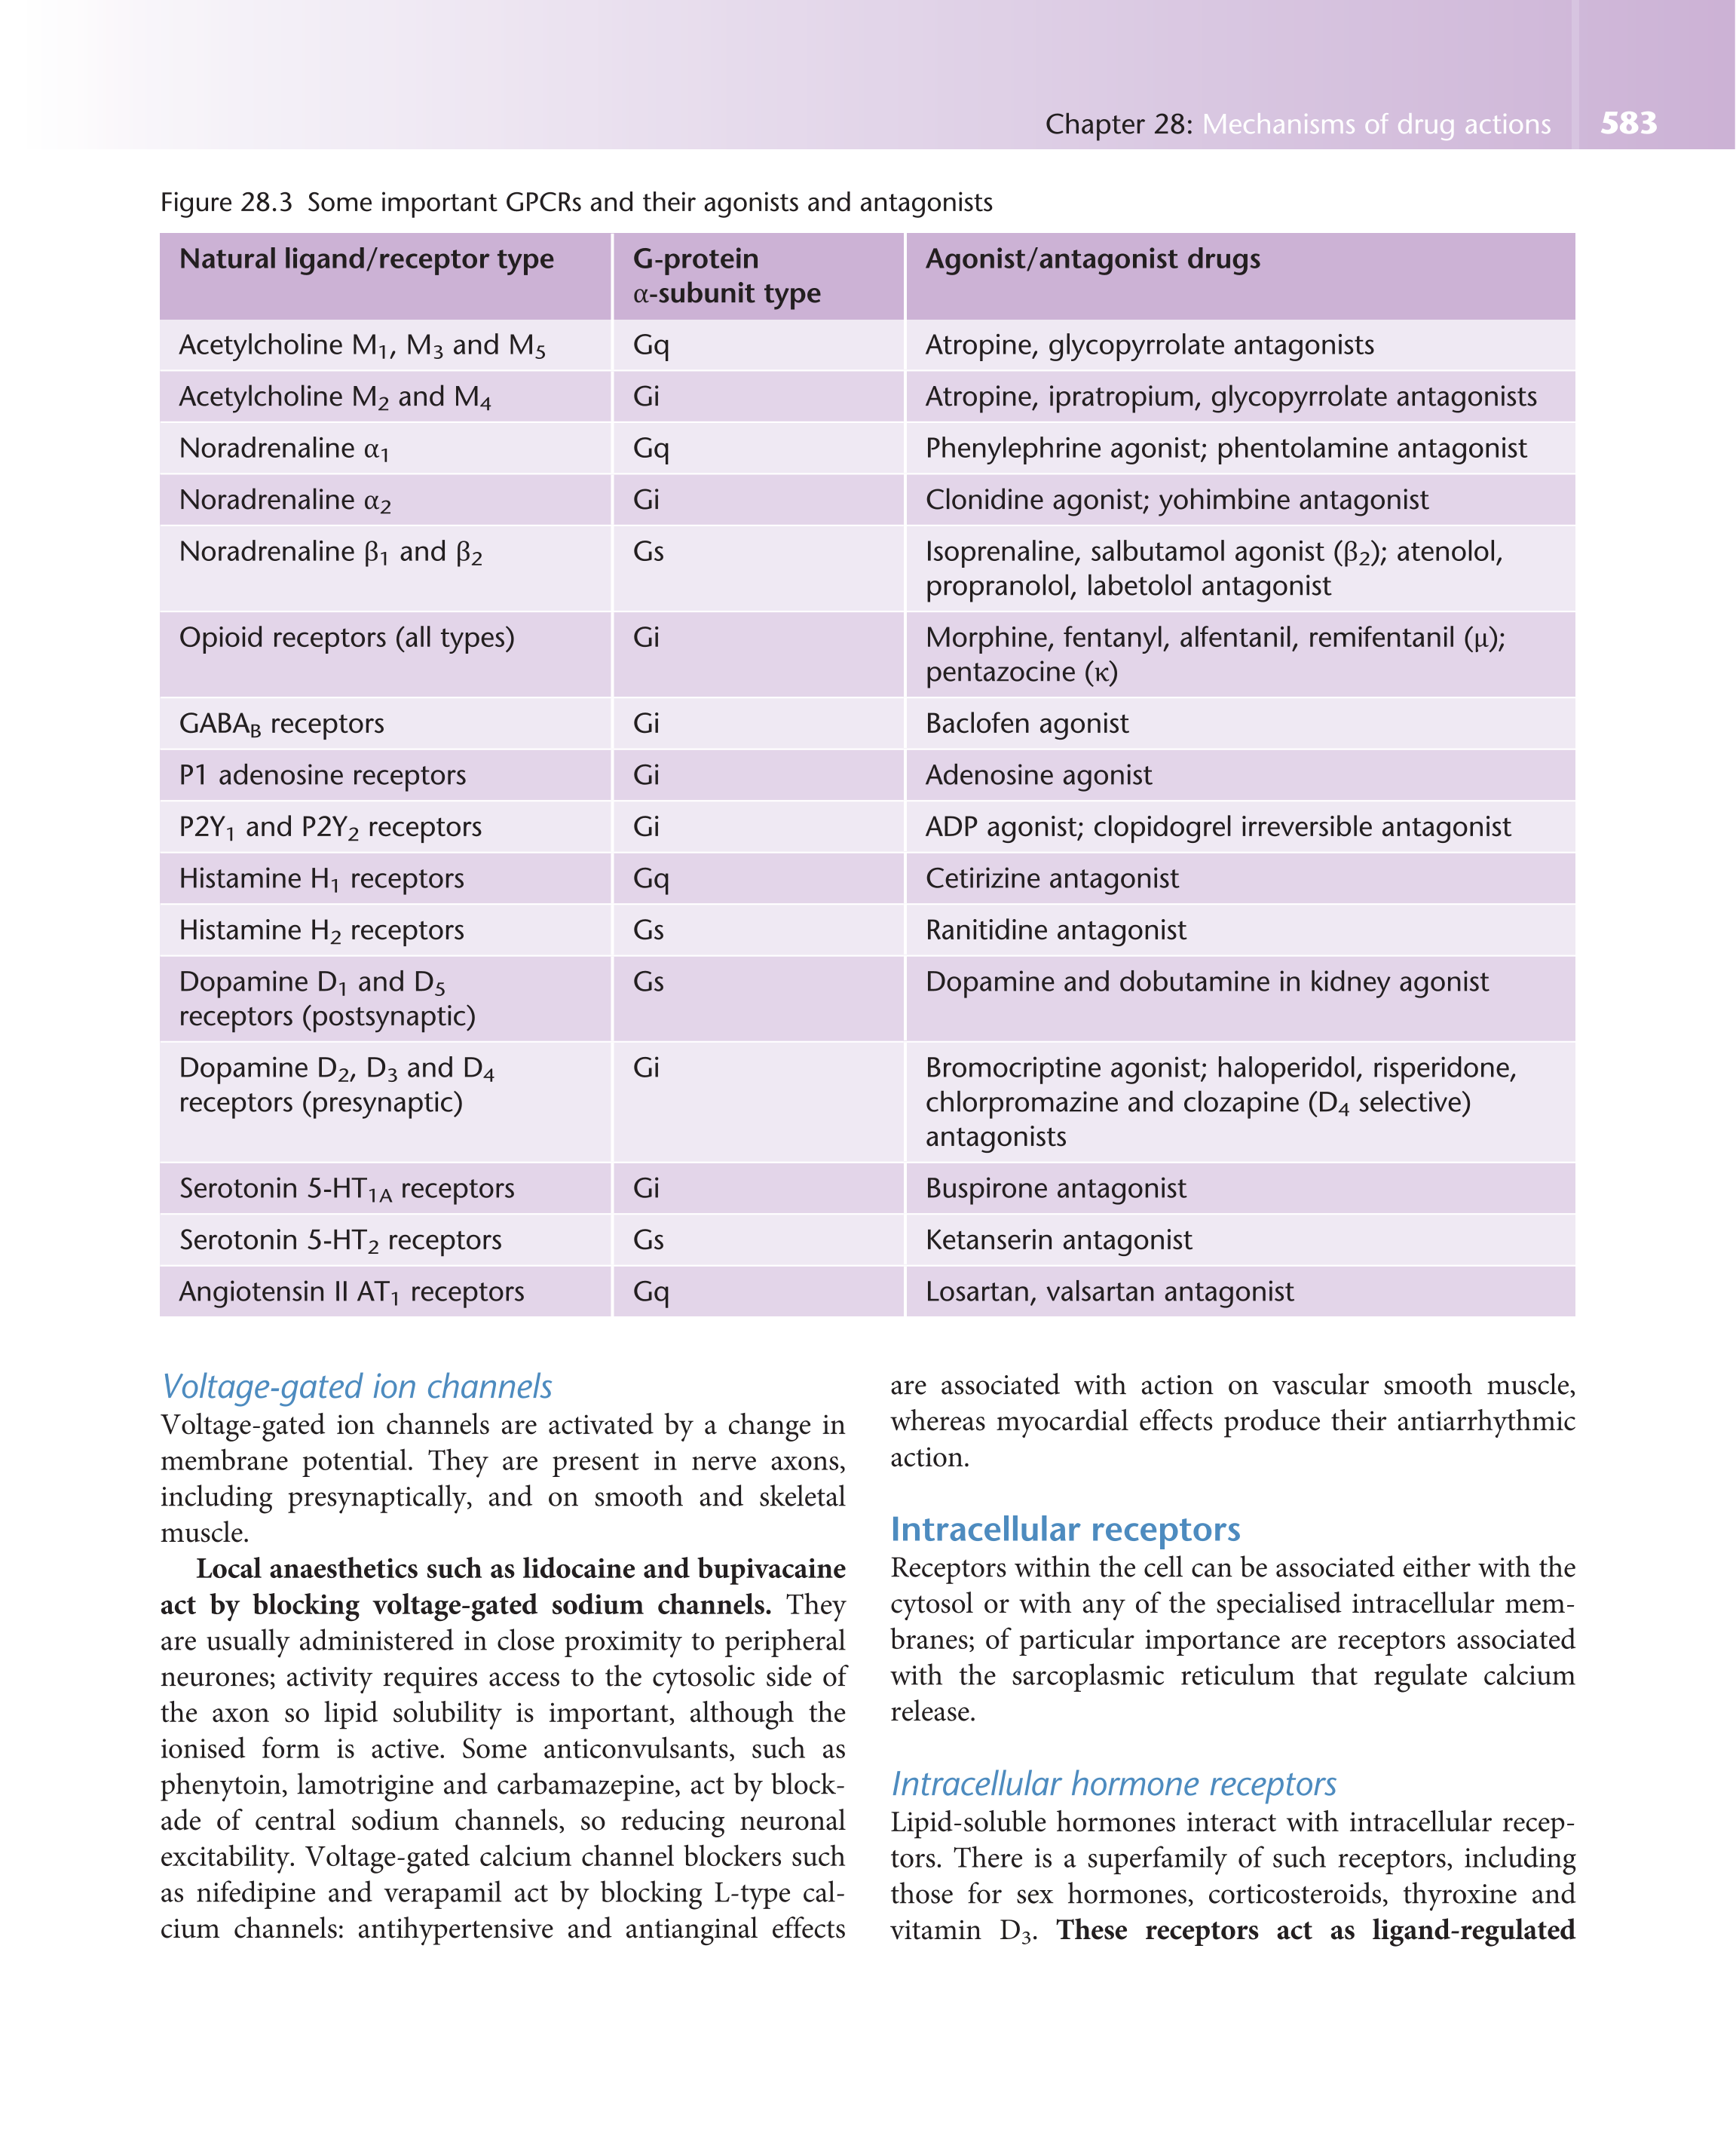 Chapter 28: Mechanisms of drug actions 583
Figure 28.3 Some important GPCRs and their agonists and antagonists
Natural ligand/receptor type G-protein Agonist/antagonist drugs
α-subunit type
Acetylcholine M₁, M₃ and M₅ Gq Atropine, glycopyrrolate antagonists
Acetylcholine M₂ and M₄ Gi Atropine, ipratropium, glycopyrrolate antagonists
Noradrenaline α₁ Gq Phenylephrine agonist; phentolamine antagonist
Noradrenaline α₂ Gi Clonidine agonist; yohimbine antagonist
Noradrenaline β₁ and β₂ Gs Isoprenaline, salbutamol agonist (β₂); atenolol,
propranolol, labetolol antagonist
Opioid receptors (all types) Gi Morphine, fentanyl, alfentanil, remifentanil (μ);
pentazocine (κ)
GABA_B receptors Gi Baclofen agonist
P1 adenosine receptors Gi Adenosine agonist
P2Y₁ and P2Y₂ receptors Gi ADP agonist; clopidogrel irreversible antagonist
Histamine H₁ receptors Gq Cetirizine antagonist
Histamine H₂ receptors Gs Ranitidine antagonist
Dopamine D₁ and D₅ Gs Dopamine and dobutamine in kidney agonist
receptors (postsynaptic)
Dopamine D₂, D₃ and D₄ Gi Bromocriptine agonist; haloperidol, risperidone,
receptors (presynaptic) chlorpromazine and clozapine (D₄ selective)
antagonists
Serotonin 5-HT₁A receptors Gi Buspirone antagonist
Serotonin 5-HT₂ receptors Gs Ketanserin antagonist
Angiotensin II AT₁ receptors Gq Losartan, valsartan antagonist
Voltage-gated ion channels
Voltage-gated ion channels are activated by a change in
membrane potential. They are present in nerve axons,
including presynaptically, and on smooth and skeletal
muscle.
Local anaesthetics such as lidocaine and bupivacaine
act by blocking voltage-gated sodium channels. They
are usually administered in close proximity to peripheral
neurones; activity requires access to the cytosolic side of
the axon so lipid solubility is important, although the
ionised form is active. Some anticonvulsants, such as
phenytoin, lamotrigine and carbamazepine, act by block-
ade of central sodium channels, so reducing neuronal
excitability. Voltage-gated calcium channel blockers such
as nifedipine and verapamil act by blocking L-type cal-
cium channels: antihypertensive and antianginal effects
are associated with action on vascular smooth muscle,
whereas myocardial effects produce their antiarrhythmic
action.
Intracellular receptors
Receptors within the cell can be associated either with the
cytosol or with any of the specialised intracellular mem-
branes; of particular importance are receptors associated
with the sarcoplasmic reticulum that regulate calcium
release.
Intracellular hormone receptors
Lipid-soluble hormones interact with intracellular recep-
tors. There is a superfamily of such receptors, including
those for sex hormones, corticosteroids, thyroxine and
vitamin D₃. These receptors act as ligand-regulated